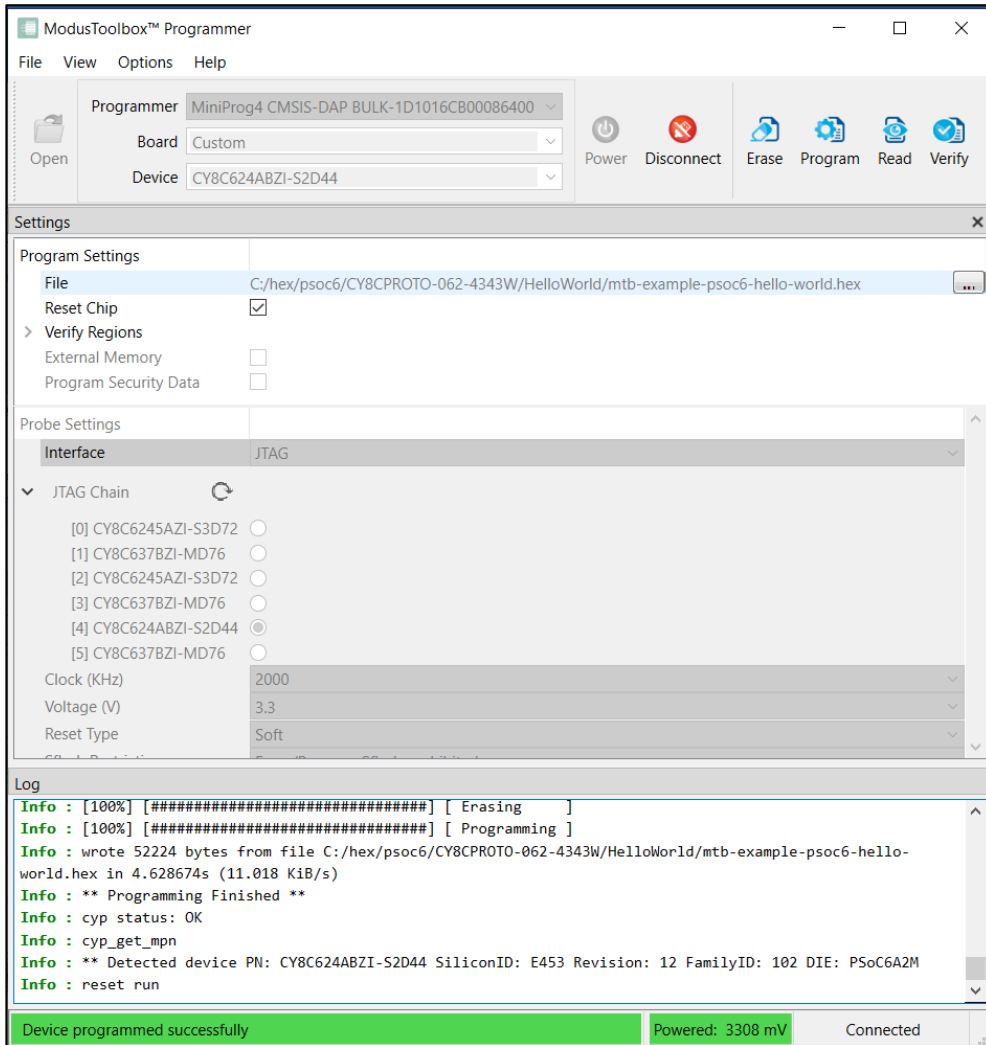 ModusToolbox™ Programmer
File View Options Help
Open
Programmer MiniProg4 CMSIS-DAP BULK-1D1016CB00086400
Board Custom
Device CY8C624ABZI-S2D44
Power Disconnect Erase Program Read Verify
Settings
Program Settings
File C:/hex/psoc6/CY8CPROTO-062-4343W/HelloWorld/mtb-example-psoc6-hello-world.hex ...
Reset Chip
Verify Regions
External Memory
Program Security Data
Probe Settings
Interface JTAG
JTAG Chain
[0] CY8C6245AZI-S3D72
[1] CY8C637BZI-MD76
[2] CY8C6245AZI-S3D72
[3] CY8C637BZI-MD76
[4] CY8C624ABZI-S2D44
[5] CY8C637BZI-MD76
Clock (KHz) 2000
Voltage (V) 3.3
Reset Type Soft
Log
Info : [100%] [################################] [ Erasing ]
Info : [100%] [################################] [ Programming ]
Info : wrote 52224 bytes from file C:/hex/psoc6/CY8CPROTO-062-4343W/HelloWorld/mtb-example-psoc6-hello-
world.hex in 4.628674s (11.018 KiB/s)
Info : ** Programming Finished **
Info : cyp status: OK
Info : cyp_get_mpn
Info : ** Detected device PN: CY8C624ABZI-S2D44 SiliconID: E453 Revision: 12 FamilyID: 102 DIE: PSoC6A2M
Info : reset run
Device programmed successfully Powered: 3308 mV Connected